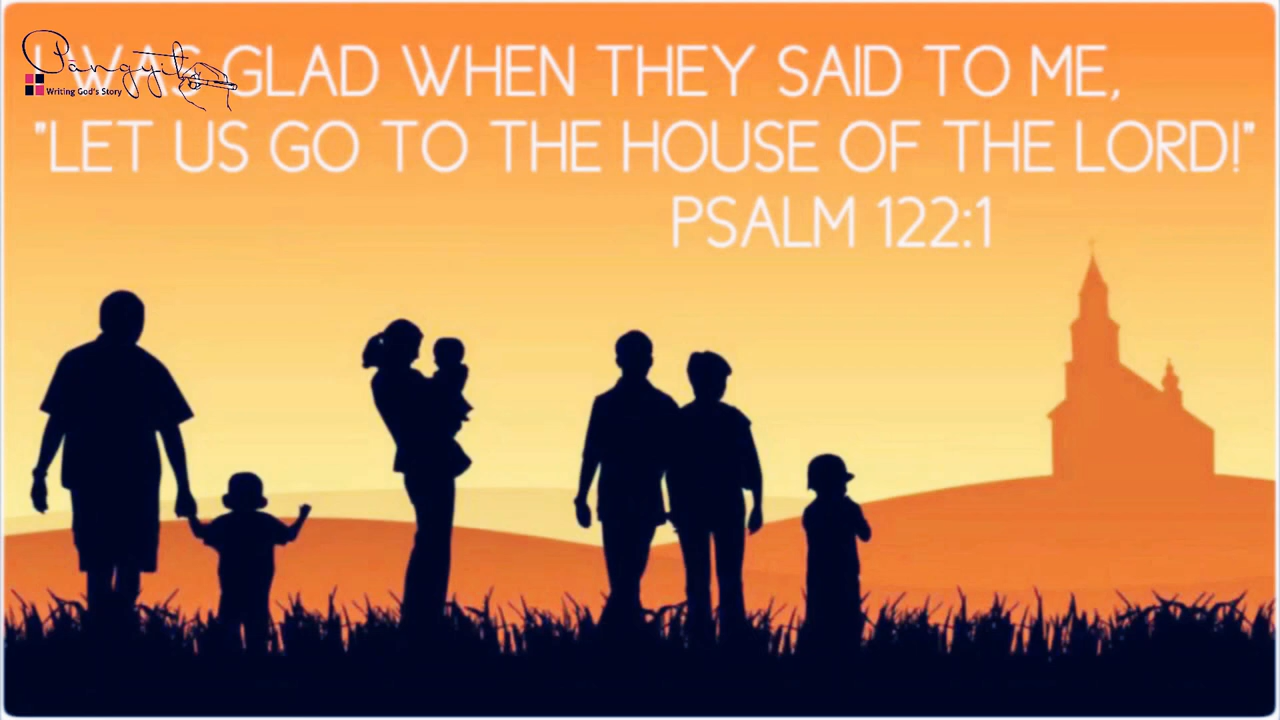 I WAS GLAD WHEN THEY SAID TO ME,
"LET US GO TO THE HOUSE OF THE LORD!"
PSALM 122:1
Writing God's Story